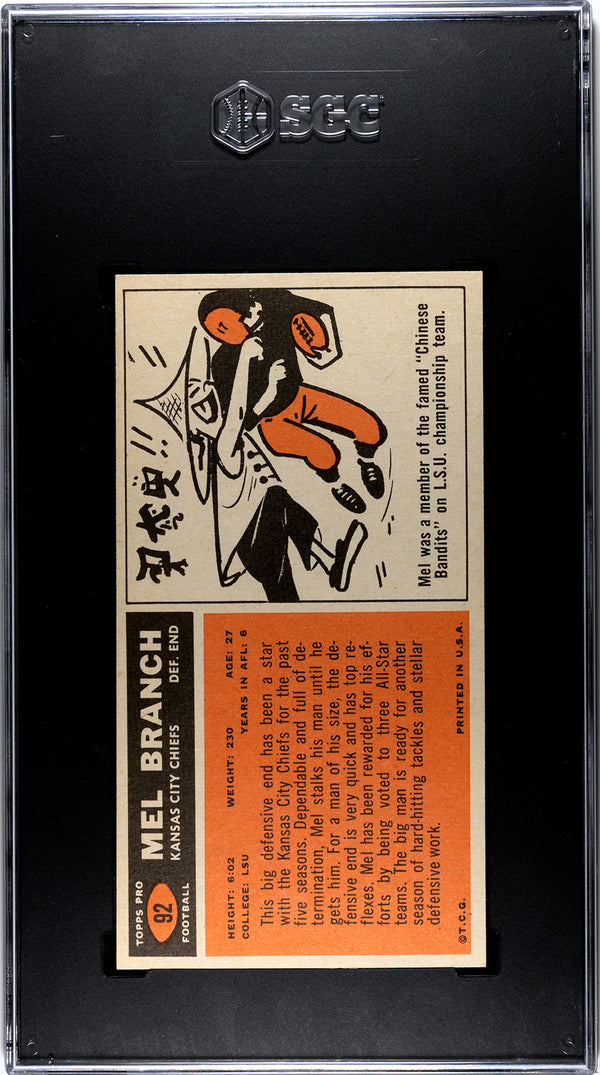 SGC
TOPPS PRO
92
FOOTBALL
MEL BRANCH
KANSAS CITY CHIEFS DEF. END
HEIGHT: 6:02 WEIGHT: 230 AGE: 27
COLLEGE: LSU YEARS IN AFL: 6
This big defensive end has been a star
with the Kansas City Chiefs for the past
five seasons. Dependable and full of de-
termination, Mel stalks his man until he
gets him. For a man of his size, the de-
fensive end is very quick and has top re-
flexes. Mel has been rewarded for his ef-
forts by being voted to three All-Star
teams. The big man is ready for another
season of hard-hitting tackles and stellar
defensive work.
©T.C.G. PRINTED IN U.S.A.
!!
Mel was a member of the famed "Chinese
Bandits" on L.S.U. championship team.